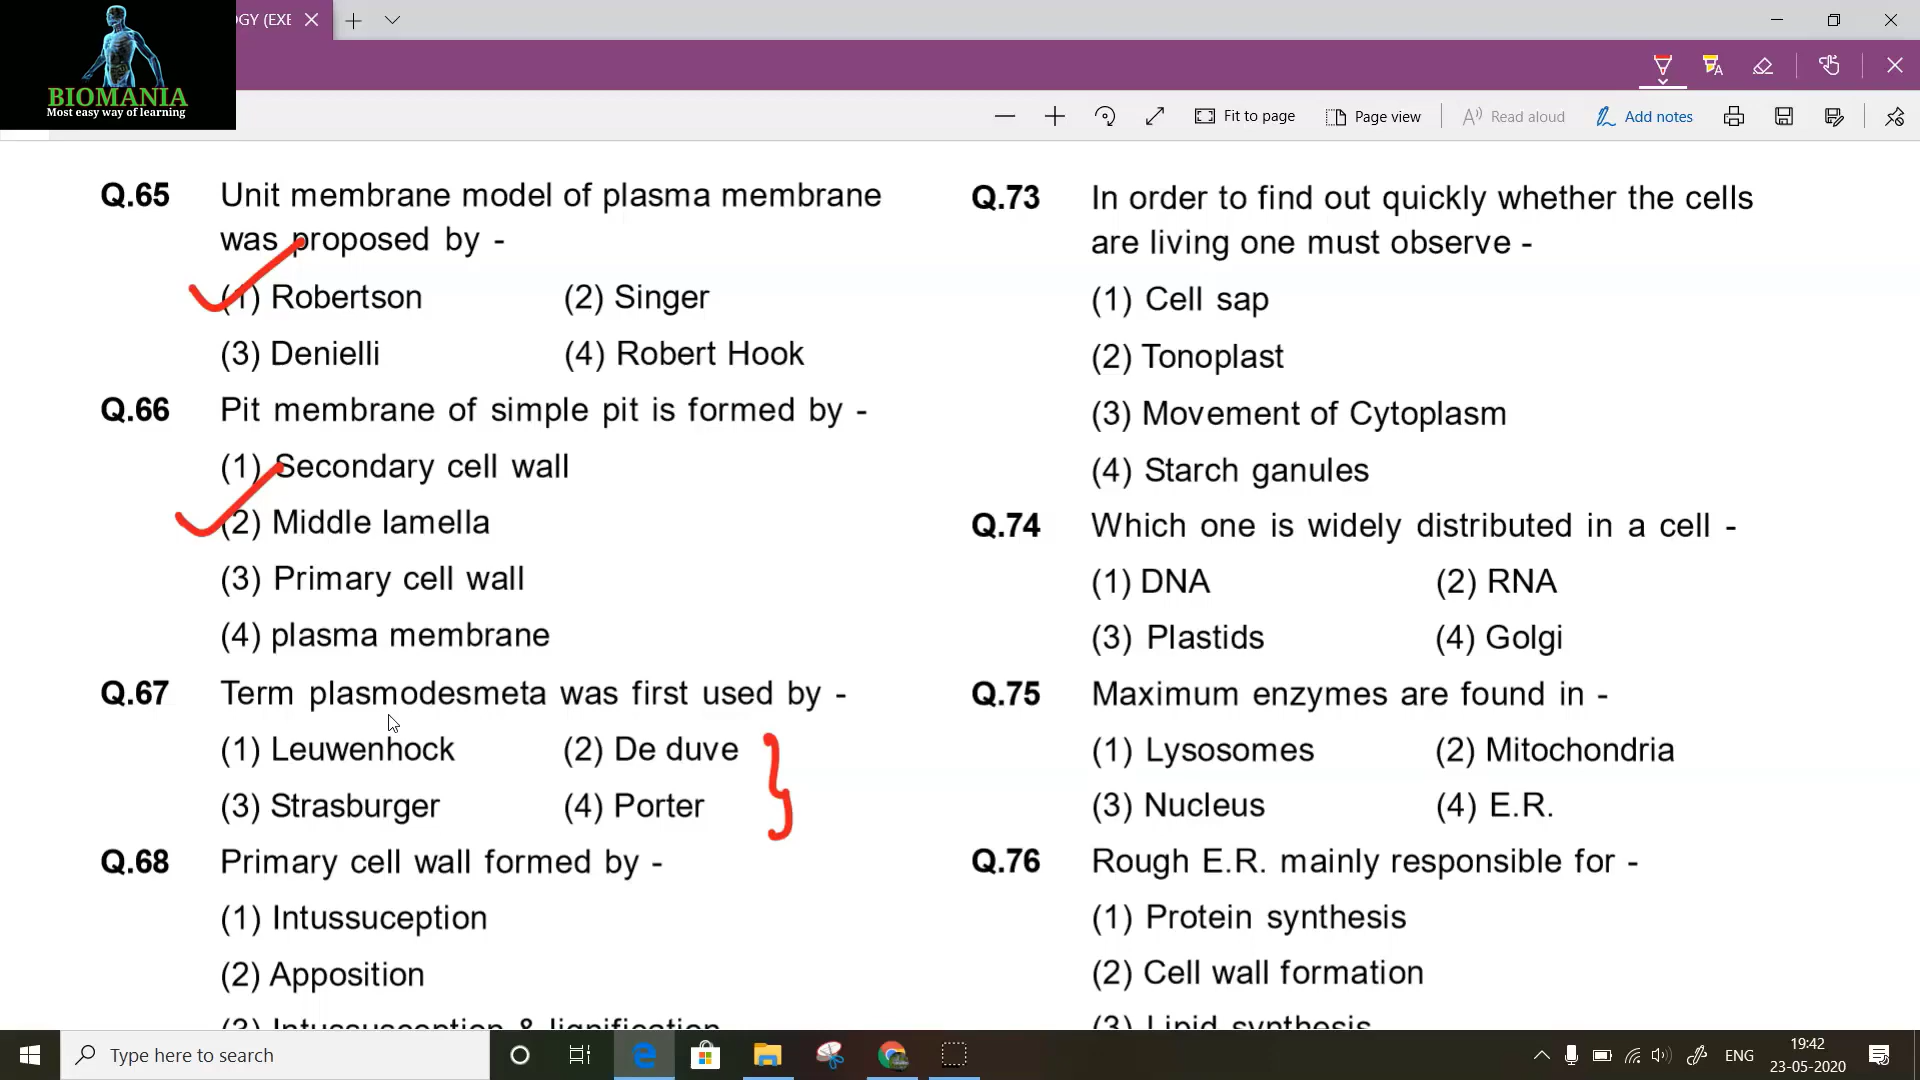 OGY (EXE
BIOMANIA
Most easy way of learning
Fit to page
Page view
Read aloud
Add notes
Q.65 Unit membrane model of plasma membrane
was proposed by -
(1) Robertson (2) Singer
(3) Denielli (4) Robert Hook
Q.66 Pit membrane of simple pit is formed by -
(1) Secondary cell wall
(2) Middle lamella
(3) Primary cell wall
(4) plasma membrane
Q.67 Term plasmodesmeta was first used by -
(1) Leuwenhock (2) De duve
(3) Strasburger (4) Porter
Q.68 Primary cell wall formed by -
(1) Intussuception
(2) Apposition
(3) Intussusception & lignification
Q.73 In order to find out quickly whether the cells
are living one must observe -
(1) Cell sap
(2) Tonoplast
(3) Movement of Cytoplasm
(4) Starch ganules
Q.74 Which one is widely distributed in a cell -
(1) DNA (2) RNA
(3) Plastids (4) Golgi
Q.75 Maximum enzymes are found in -
(1) Lysosomes (2) Mitochondria
(3) Nucleus (4) E.R.
Q.76 Rough E.R. mainly responsible for -
(1) Protein synthesis
(2) Cell wall formation
(3) Lipid synthesis
Type here to search
ENG
19:42
23-05-2020